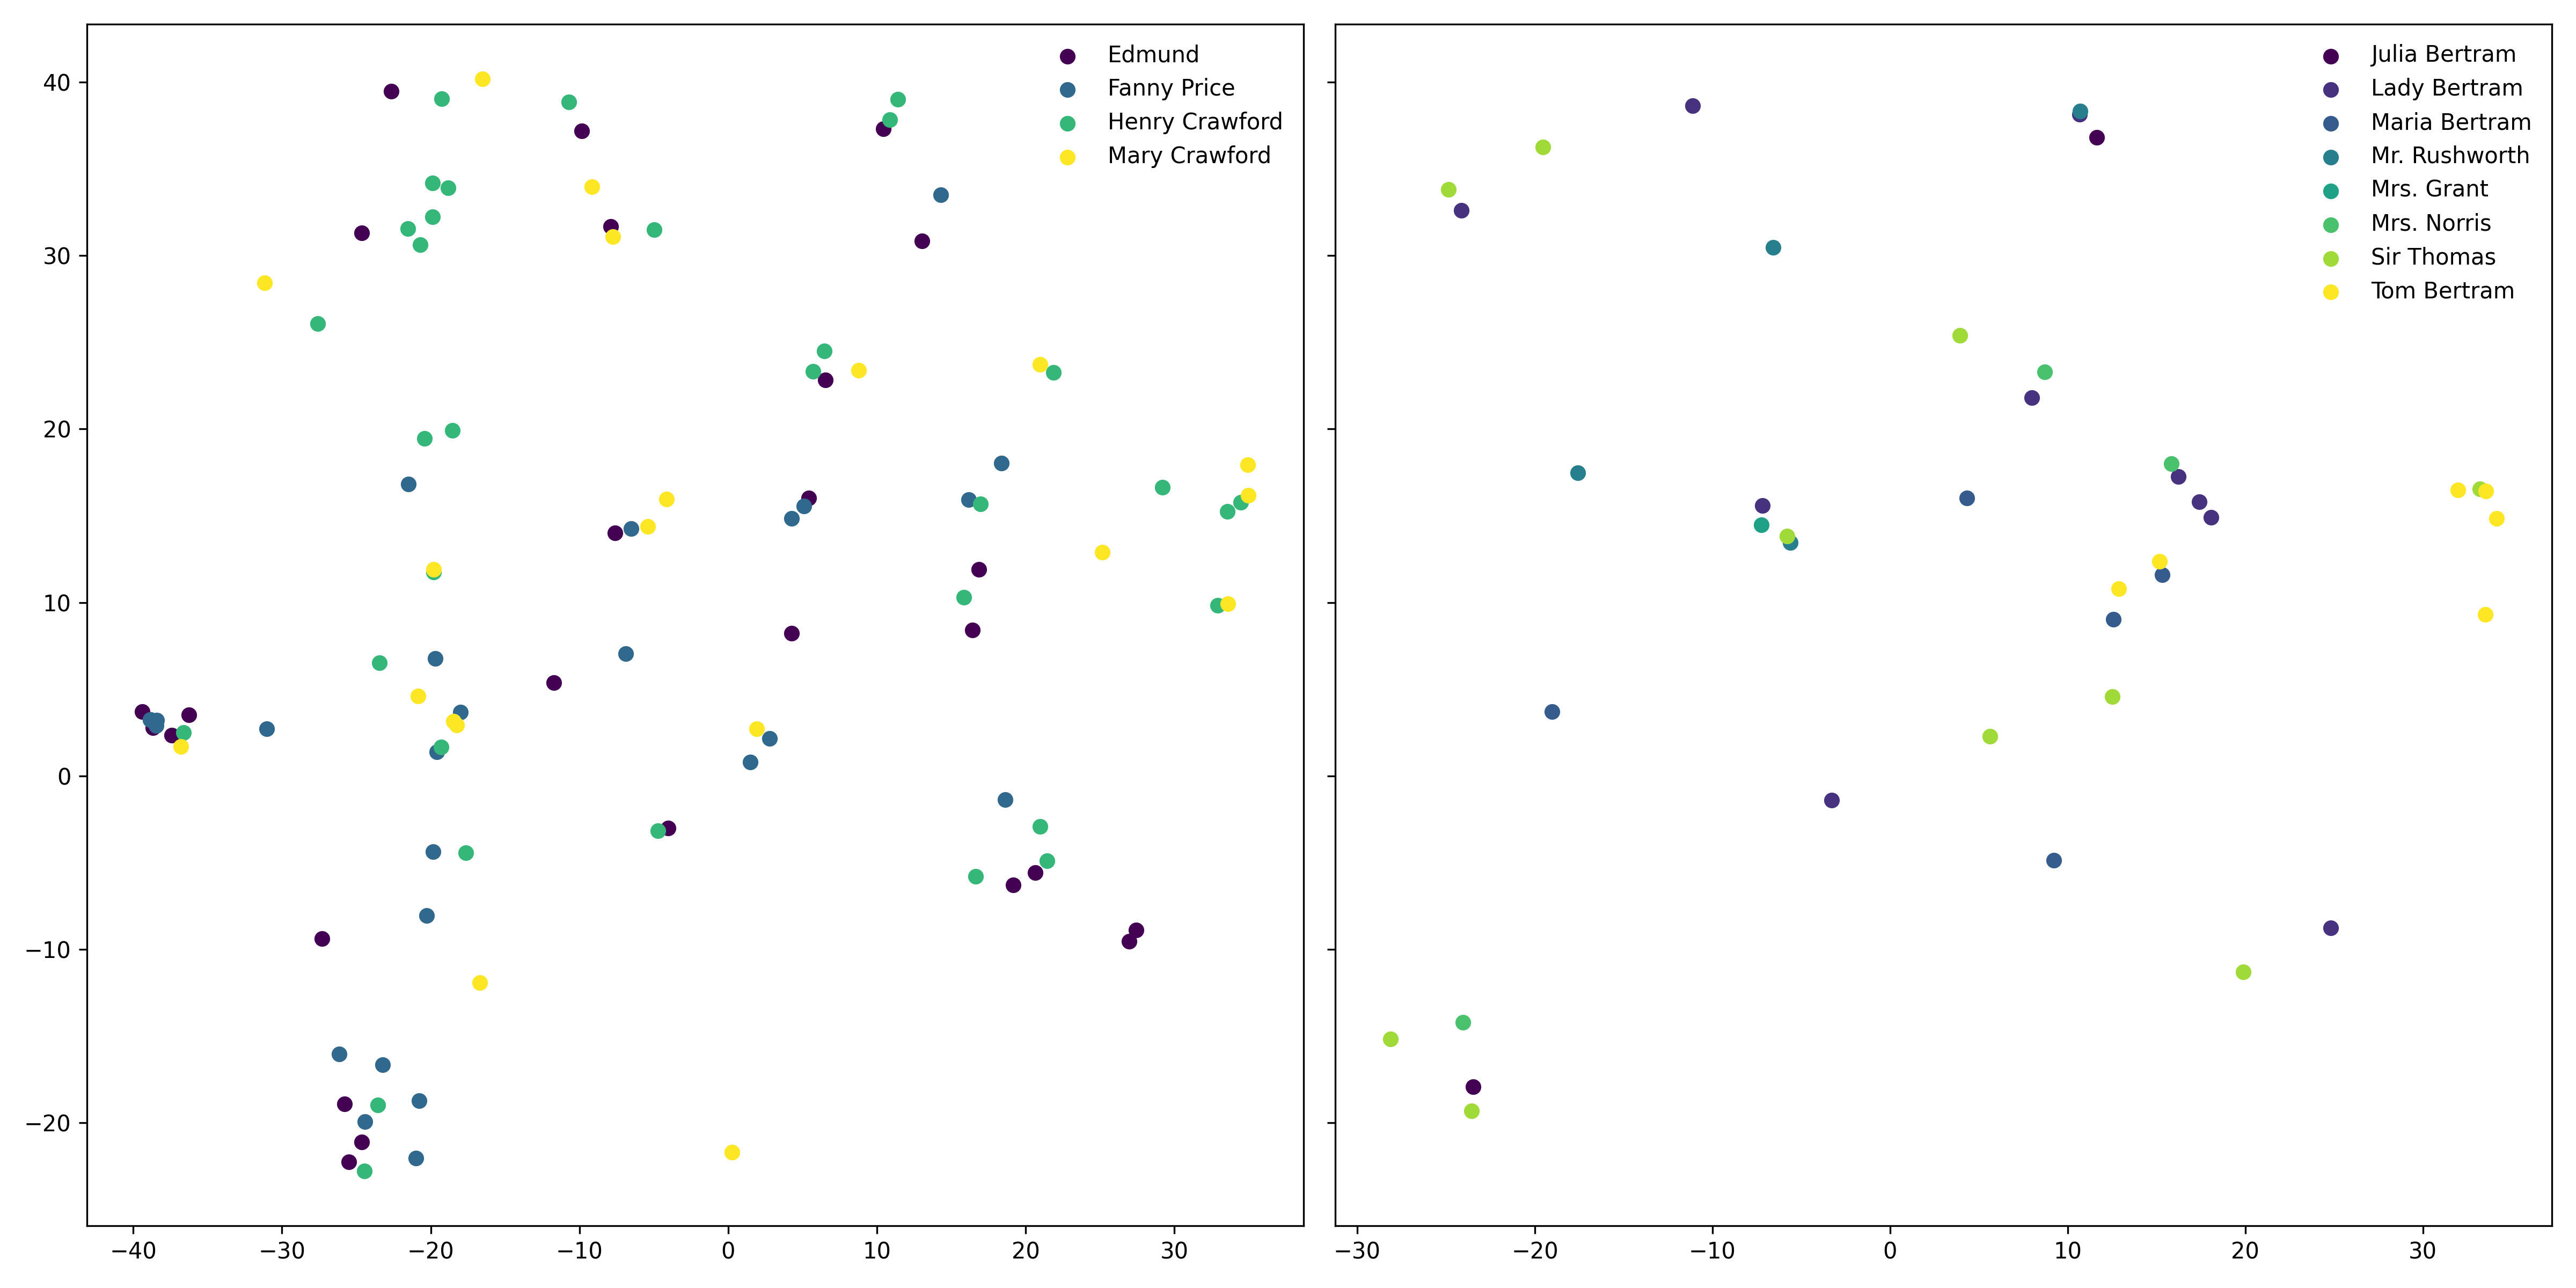 40
30
20
10
0
−10
−20
−40 −30 −20 −10 0 10 20 30
Edmund
Fanny Price
Henry Crawford
Mary Crawford
−30 −20 −10 0 10 20 30
Julia Bertram
Lady Bertram
Maria Bertram
Mr. Rushworth
Mrs. Grant
Mrs. Norris
Sir Thomas
Tom Bertram